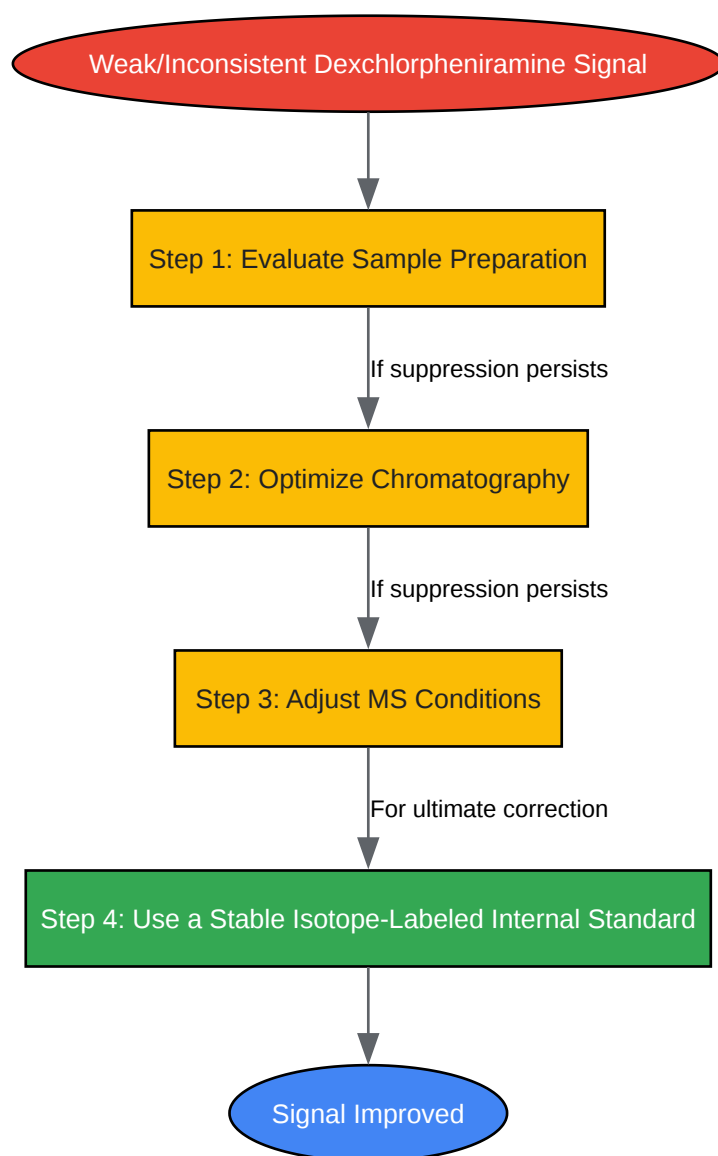 Weak/Inconsistent Dexchlorpheniramine Signal
Step 1: Evaluate Sample Preparation
If suppression persists
Step 2: Optimize Chromatography
If suppression persists
Step 3: Adjust MS Conditions
For ultimate correction
Step 4: Use a Stable Isotope-Labeled Internal Standard
Signal Improved